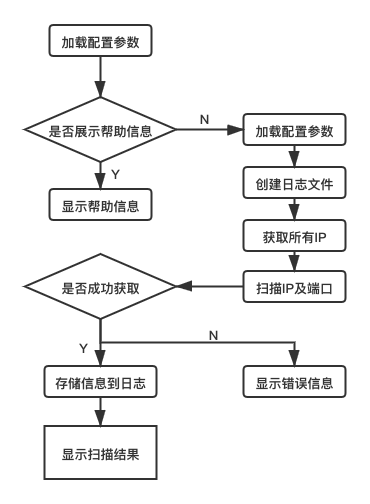 加载配置参数
是否展示帮助信息
N
加载配置参数
Y
创建日志文件
显示帮助信息
获取所有IP
是否成功获取
扫描IP及端口
N
Y
存储信息到日志
显示错误信息
显示扫描结果